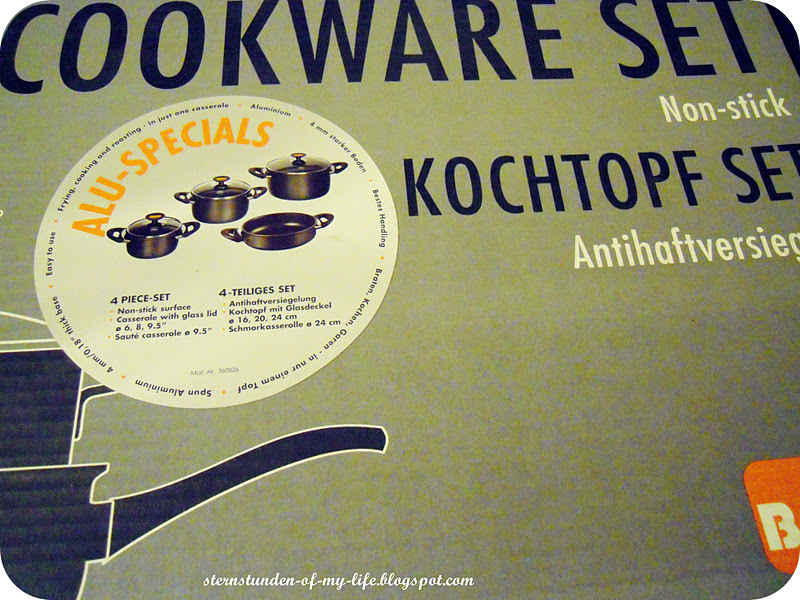 COOKWARE SET
Non-stick
KOCHTOPF SET
Antihaftversieg
ALU-SPECIALS
Easy to use • Frying, cooking and roasting - in just one casserole • Aluminium • 4 mm starker Boden • Bestes Handling • Braten, Kochen, Garen - in nur einem Topf • Spun Aluminium • 4 mm/0,18" thick base •
4 PIECE-SET
• Non-stick surface
• Casserole with glass lid
ø 6, 8, 9.5"
• Sauté casserole ø 9.5"
4-TEILIGES SET
• Antihaftversiegelung
• Kochtopf mit Glasdeckel
ø 16, 20, 24 cm
• Schmorkasserolle ø 24 cm
Mat.-Nr. 360826
B
sternstunden-of-my-life.blogspot.com